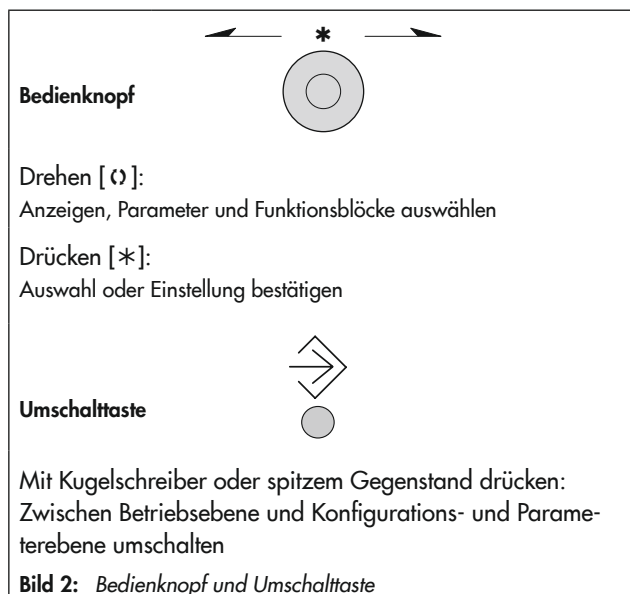 *
Bedienknopf
Drehen [⟲]:
Anzeigen, Parameter und Funktionsblöcke auswählen
Drücken [*]:
Auswahl oder Einstellung bestätigen
Umschalttaste
Mit Kugelschreiber oder spitzem Gegenstand drücken:
Zwischen Betriebsebene und Konfigurations- und Parame-
terebene umschalten
Bild 2: Bedienknopf und Umschalttaste